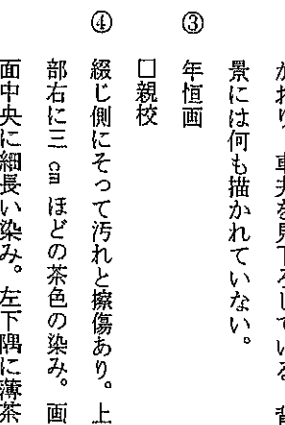 がおり、車夫を見下ろしている。背
景には何も描かれていない。
③ 年恒画
□親校
④ 綴じ側にそって汚れと擦傷あり。上
部右に三㎝ほどの茶色の染み。画
面中央に細長い染み。左下隅に薄茶